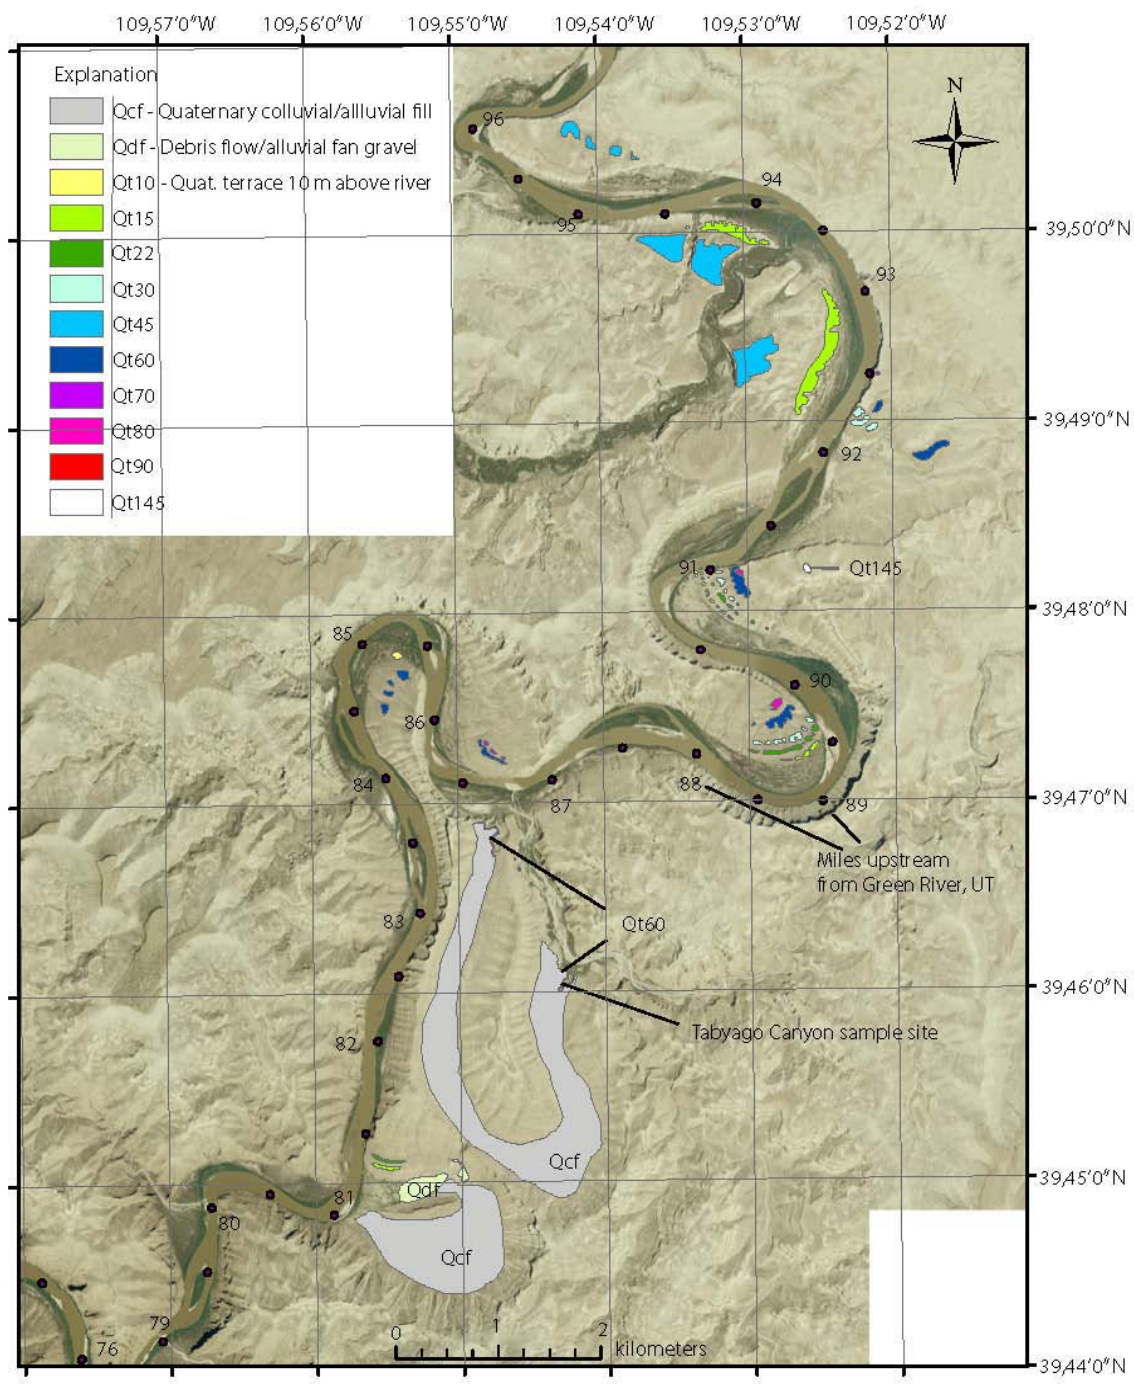 109,57'0"W 109,56'0"W 109,55'0"W 109,54'0"W 109,53'0"W 109,52'0"W
Explanation
Qcf - Quaternary colluvial/allluvial fill
Qdf - Debris flow/alluvial fan gravel
Qt10 - Quat. terrace 10 m above river
Qt15
Qt22
Qt30
Qt45
Qt60
Qt70
Qt80
Qt90
Qt145
N
96
94
95
39,50'0"N
93
39,49'0"N
92
91
Qt145
39,48'0"N
85
90
86
84
88
87
89
39,47'0"N
Miles upstream
from Green River, UT
83
Qt60
39,46'0"N
82
Tabyago Canyon sample site
Qcf
39,45'0"N
Qdf
81
80
Qcf
79
76
0 1 2
kilometers
39,44'0"N